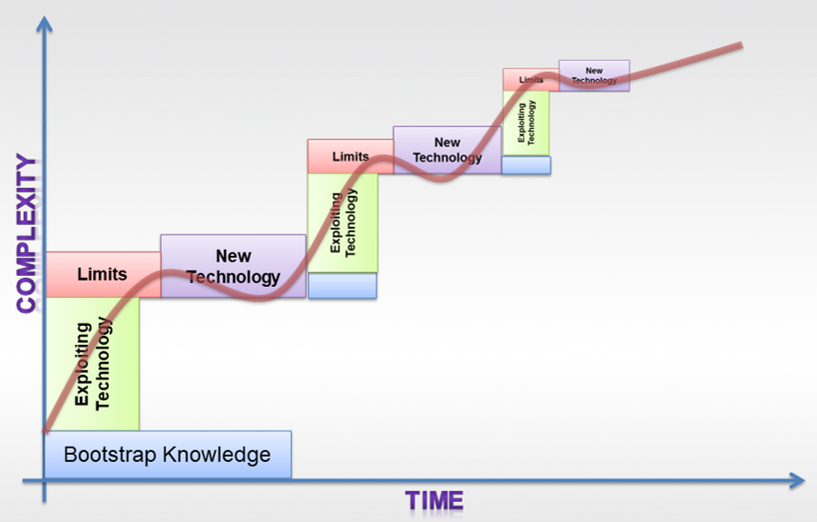 COMPLEXITY
Limits
New
Technology
Exploiting
Technology
Bootstrap Knowledge
Limits
New
Technology
Exploiting
Technology
Limits
New
Technology
Exploiting
Technology
TIME